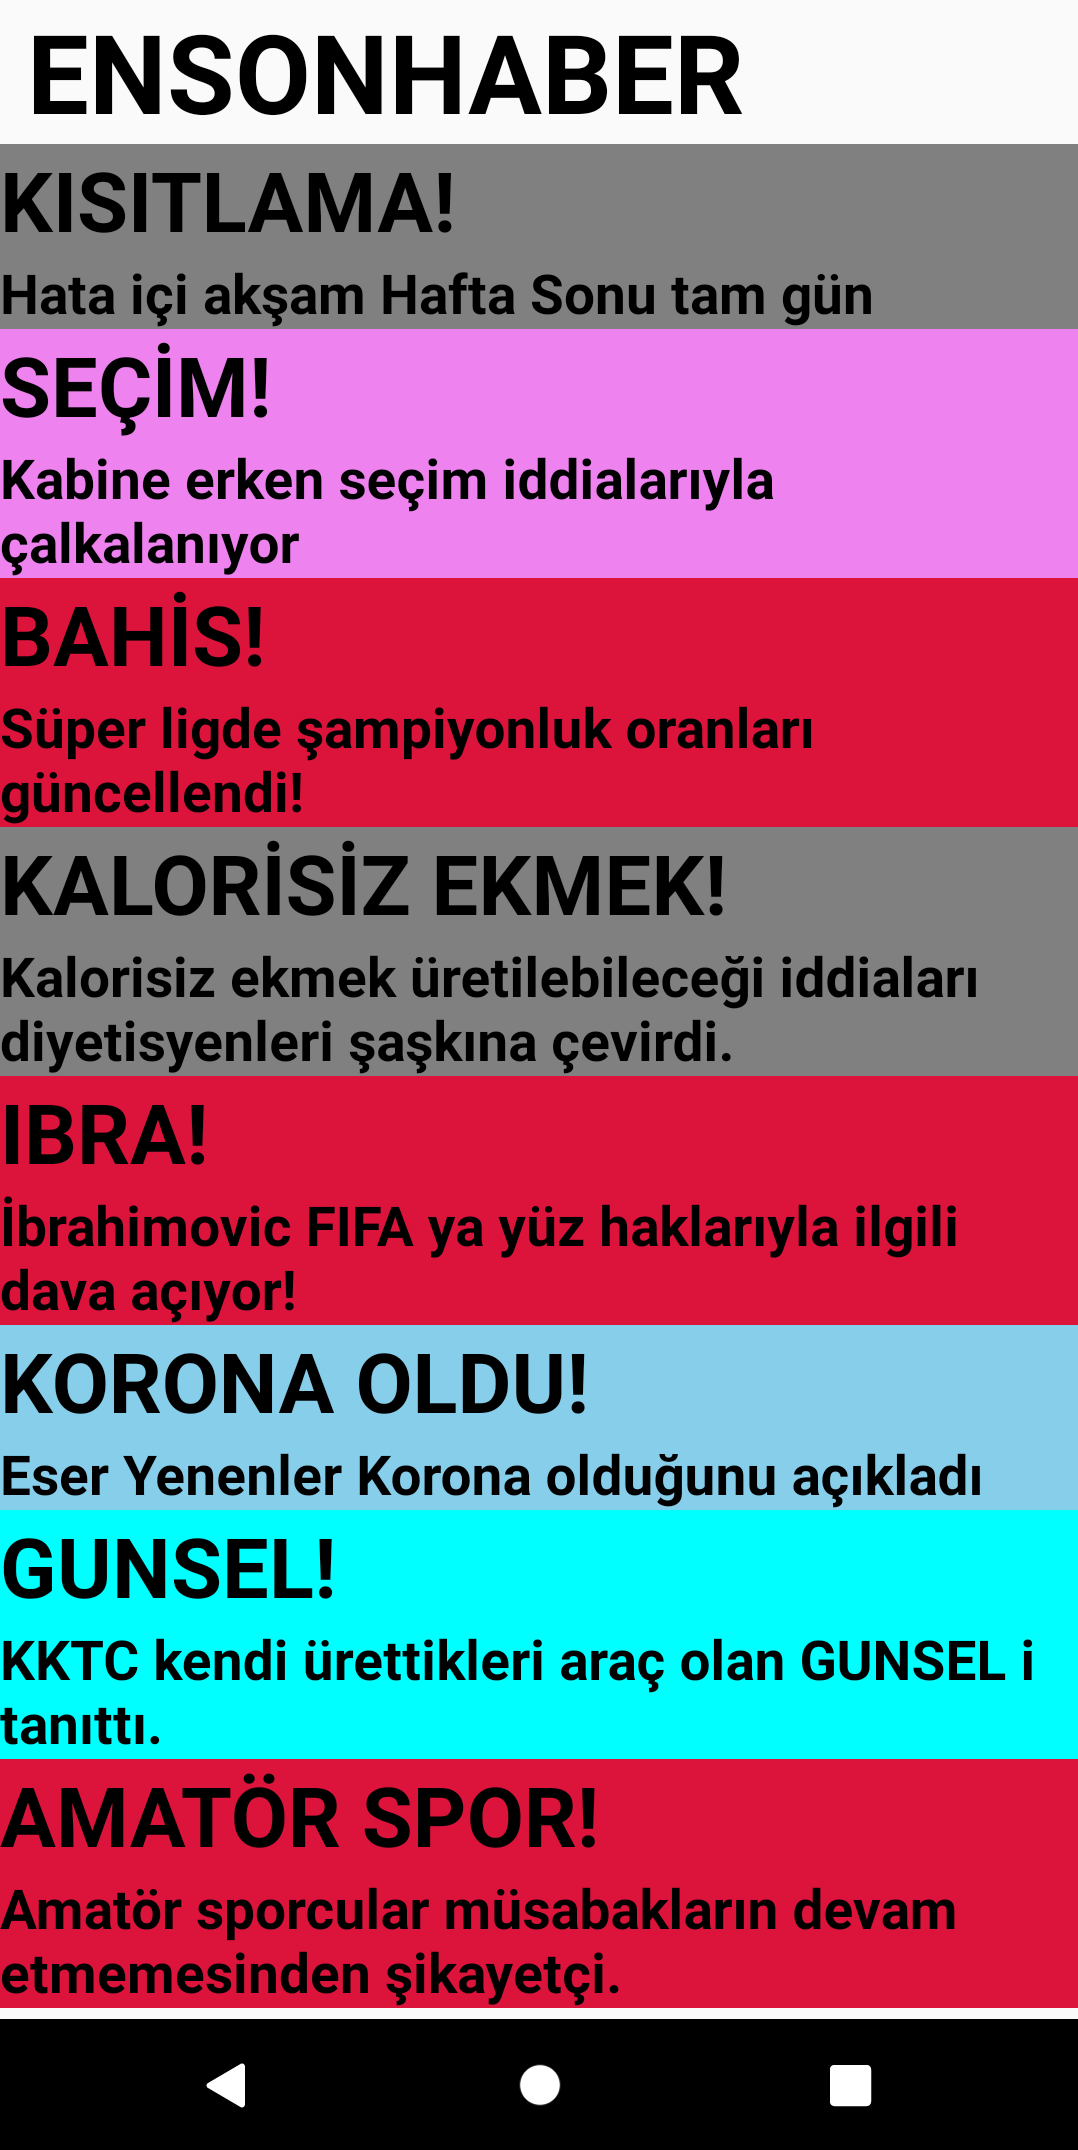 ENSONHABER
KISITLAMA!
Hata içi akşam Hafta Sonu tam gün
SEÇİM!
Kabine erken seçim iddialarıyla
çalkalanıyor
BAHİS!
Süper ligde şampiyonluk oranları
güncellendi!
KALORİSİZ EKMEK!
Kalorisiz ekmek üretilebileceği iddiaları
diyetisyenleri şaşkına çevirdi.
IBRA!
İbrahimovic FIFA ya yüz haklarıyla ilgili
dava açıyor!
KORONA OLDU!
Eser Yenenler Korona olduğunu açıkladı
GUNSEL!
KKTC kendi ürettikleri araç olan GUNSEL i
tanıttı.
AMATÖR SPOR!
Amatör sporcular müsabakların devam
etmemesinden şikayetçi.